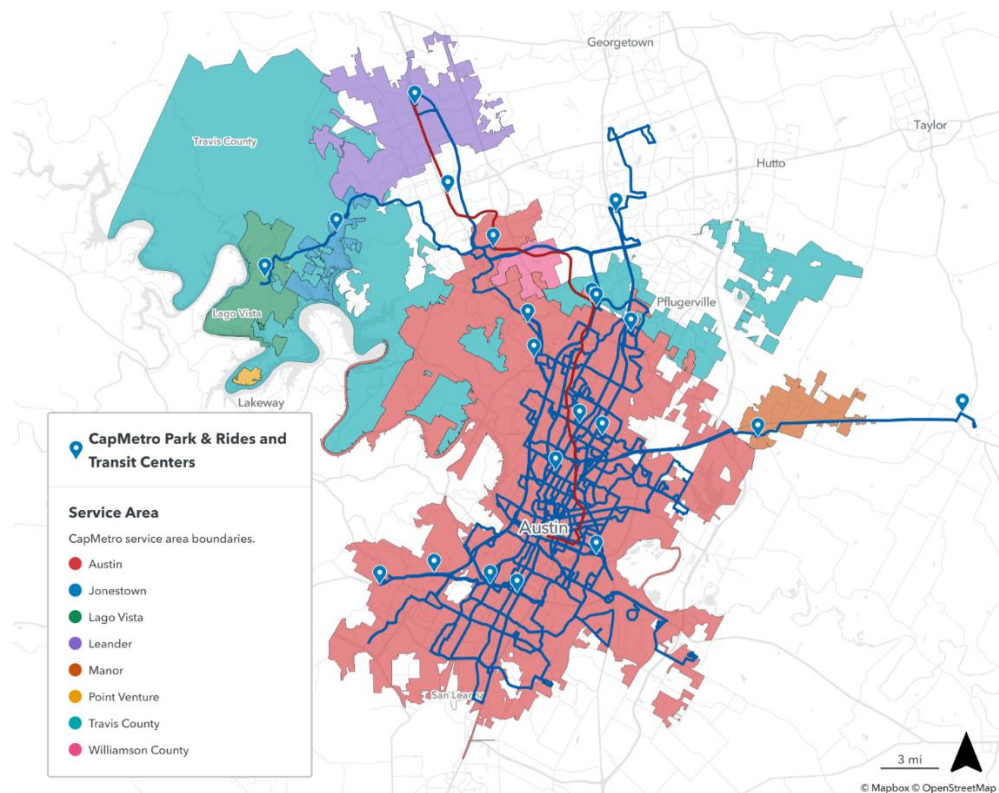 Georgetown
Taylor
Travis County
Hutto
Pflugerville
Lago Vista
Lakeway
CapMetro Park & Rides and
Transit Centers
Service Area
CapMetro service area boundaries.
Austin
Jonestown
Lago Vista
Leander
Manor
Point Venture
Travis County
Williamson County
Austin
San Leanna
3 mi
© Mapbox © OpenStreetMap